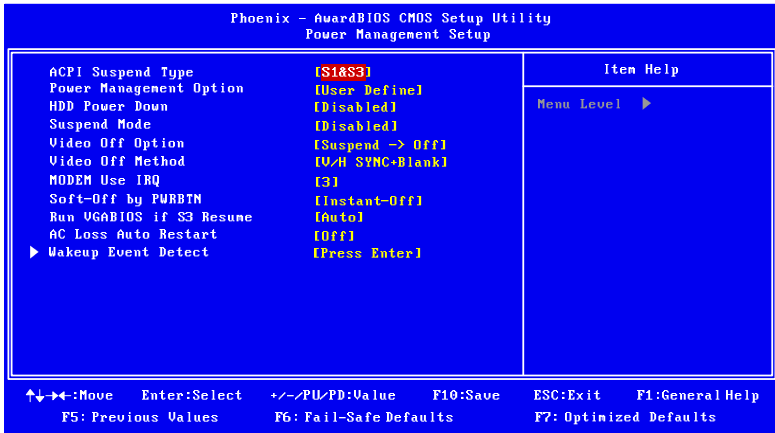 Phoenix - AwardBIOS CMOS Setup Utility
Power Management Setup
ACPI Suspend Type [S1&S3]
Power Management Option [User Define]
HDD Power Down [Disabled]
Suspend Mode [Disabled]
Video Off Option [Suspend -> Off]
Video Off Method [V/H SYNC+Blank]
MODEM Use IRQ [3]
Soft-Off by PWRBTN [Instant-Off]
Run VGABIOS if S3 Resume [Auto]
AC Loss Auto Restart [Off]
Wakeup Event Detect [Press Enter]
Item Help
Menu Level
↑↓→←:Move Enter:Select +/-/PU/PD:Value F10:Save ESC:Exit F1:General Help
F5: Previous Values F6: Fail-Safe Defaults F7: Optimized Defaults